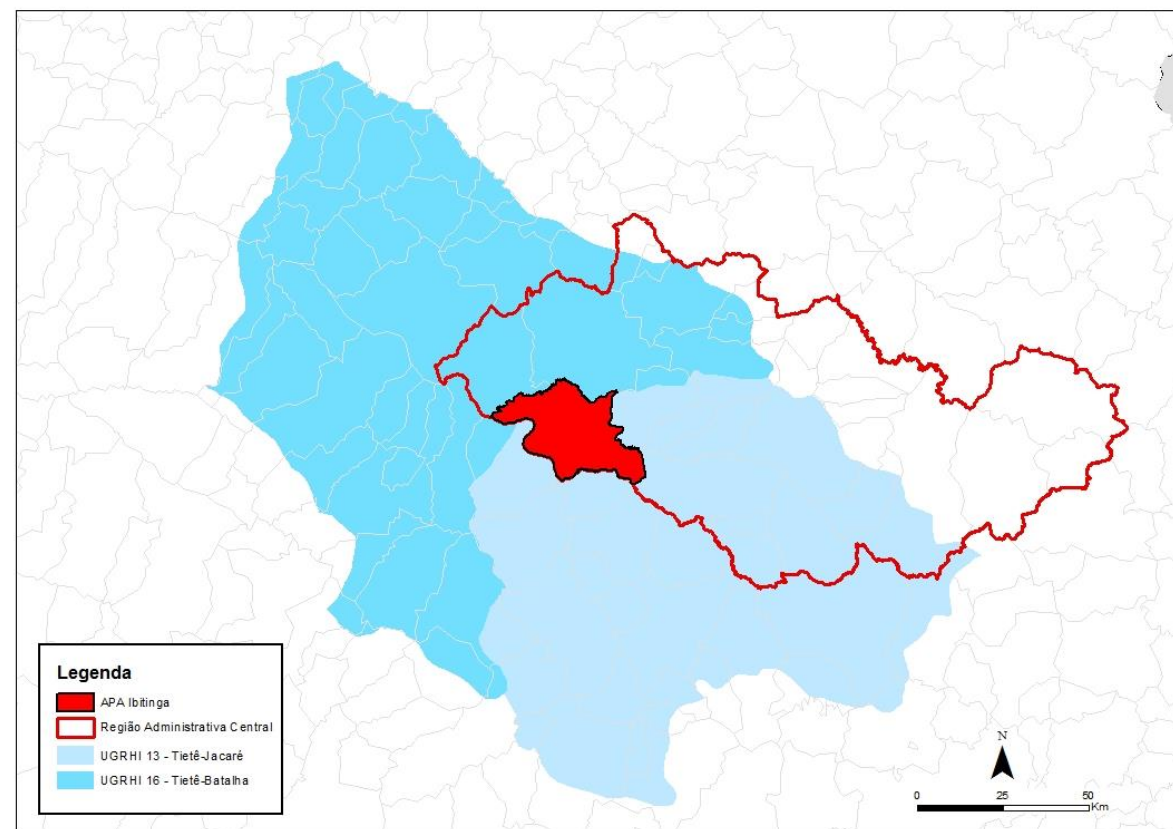 Legenda
APA Ibitinga
Região Administrativa Central
UGRHI 13 - Tietê-Jacaré
UGRHI 16 - Tietê-Batalha
N
0 25 50
Km